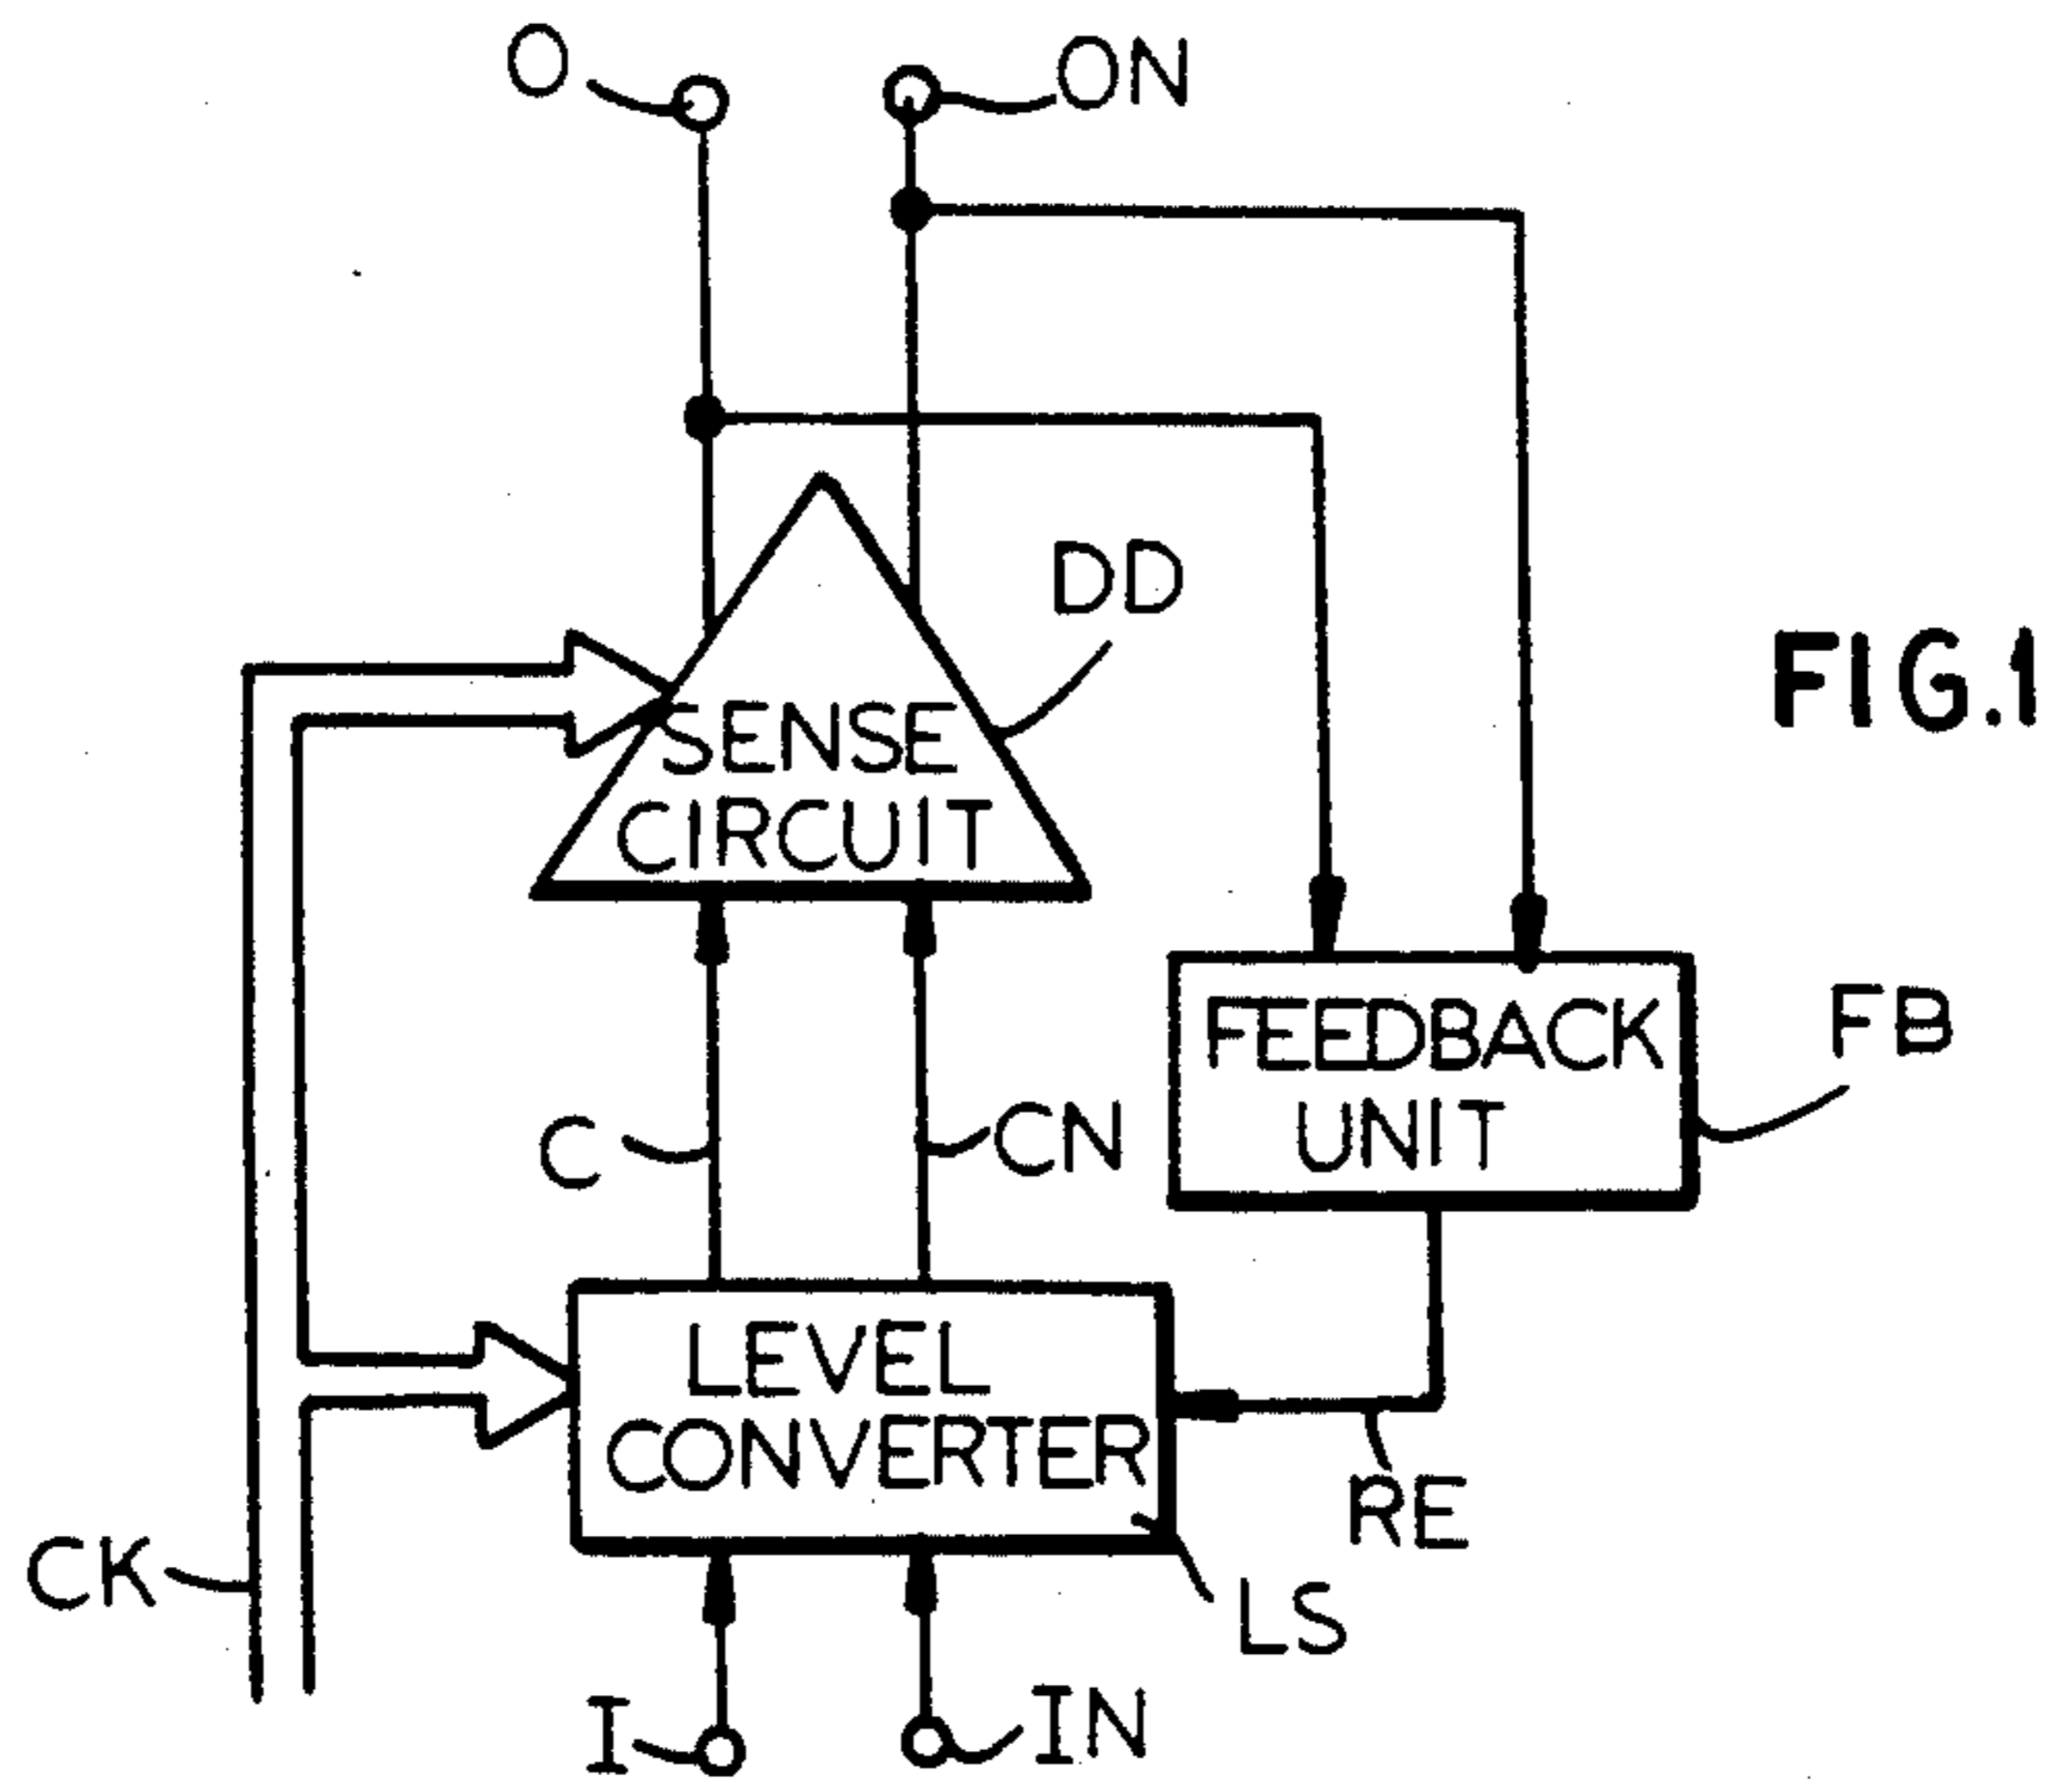 O
ON
DD
FIG.1
SENSE
CIRCUIT
FEEDBACK
UNIT
FB
C
CN
LEVEL
CONVERTER
RE
CK
LS
I
IN